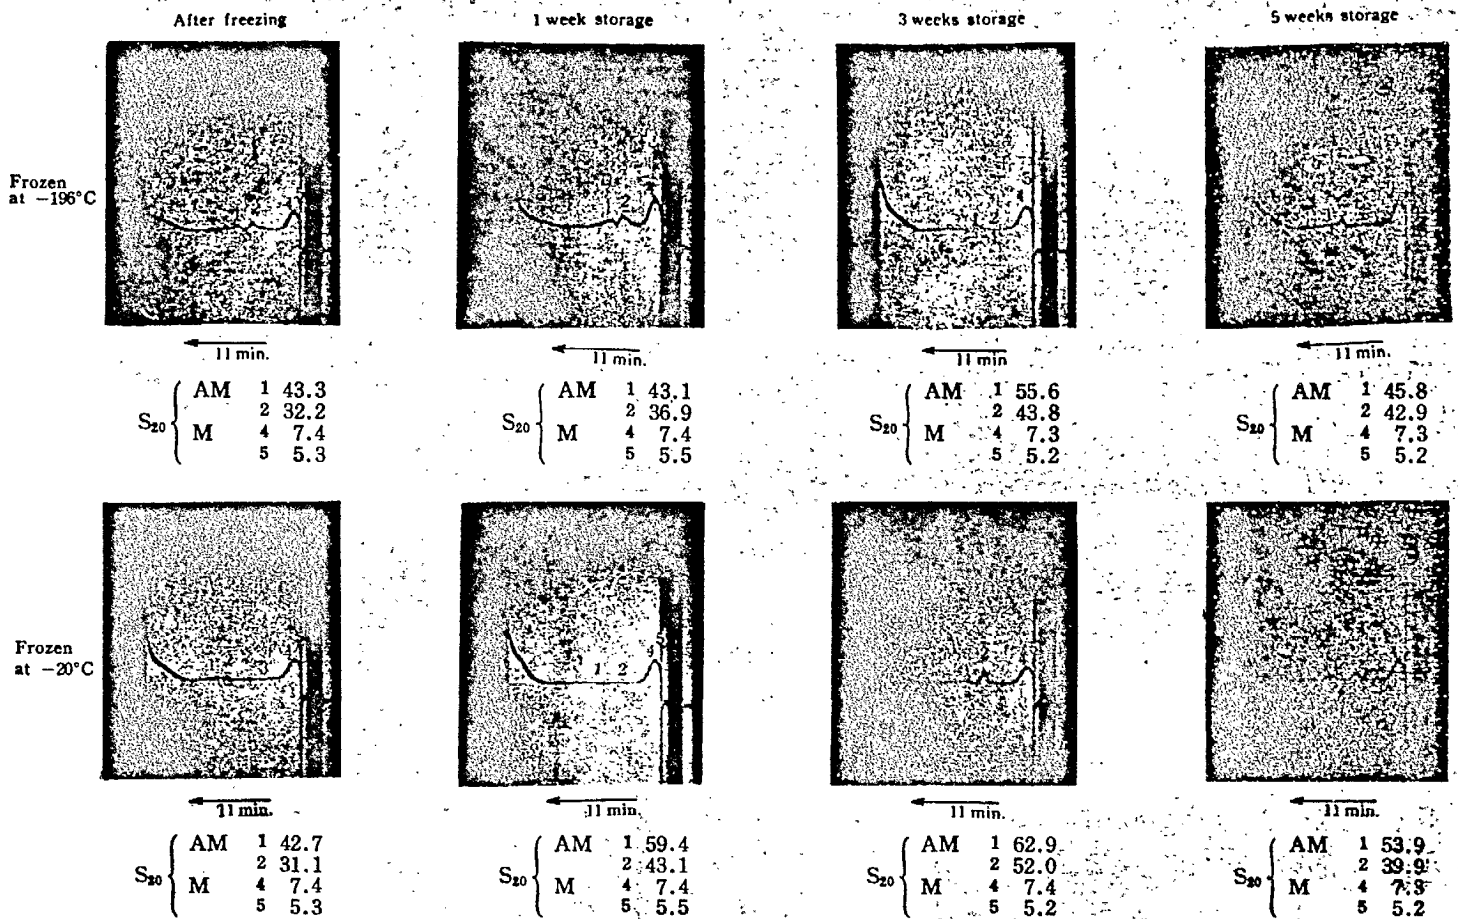 After freezing
1 week storage
3 weeks storage
5 weeks storage
Frozen
at −196°C
2
4
11 min.
11 min.
11 min
11 min.
S20 { AM 1 43.3
2 32.2
M 4 7.4
5 5.3
S20 { AM 1 43.1
2 36.9
M 4 7.4
5 5.5
S20 { AM 1 55.6
2 43.8
M 4 7.3
5 5.2
S20 { AM 1 45.8
2 42.9
M 4 7.3
5 5.2
Frozen
at −20°C
1 2 4
2
11 min.
11 min.
11 min.
11 min.
S20 { AM 1 42.7
2 31.1
M 4 7.4
5 5.3
S20 { AM 1 59.4
2 43.1
M 4 7.4
5 5.5
S20 { AM 1 62.9
2 52.0
M 4 7.4
5 5.2
S20 { AM 1 53.9
2 39.9
M 4 7.3
5 5.2